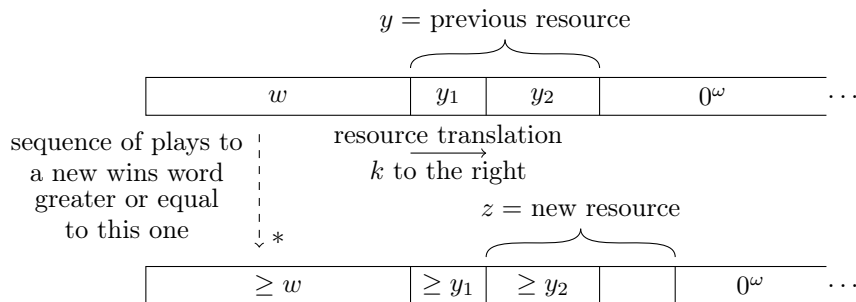 y = previous resource
w y₁ y₂ 0^ω ⋯
sequence of plays to
a new wins word
greater or equal
to this one
*
resource translation
k to the right
z = new resource
≥ w ≥ y₁ ≥ y₂ 0^ω ⋯